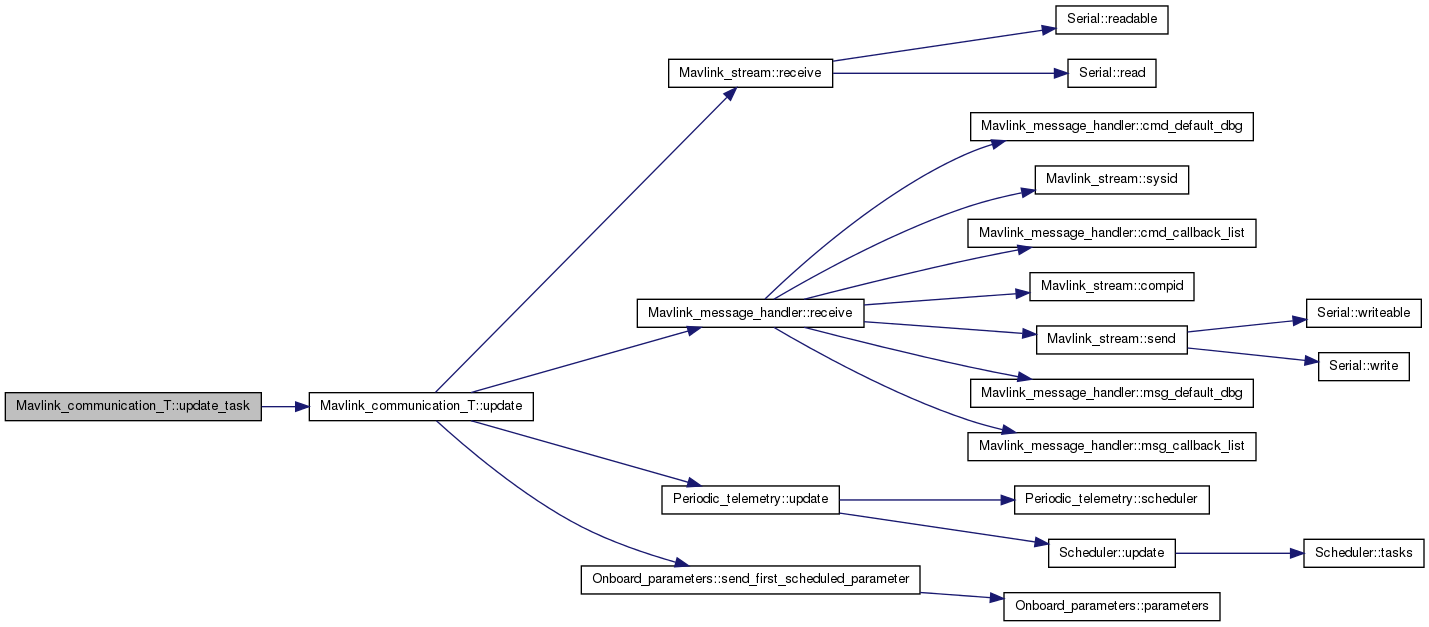 Serial::readable
Mavlink_stream::receive
Serial::read
Mavlink_message_handler::cmd_default_dbg
Mavlink_stream::sysid
Mavlink_message_handler::cmd_callback_list
Mavlink_stream::compid
Mavlink_message_handler::receive
Serial::writeable
Mavlink_stream::send
Serial::write
Mavlink_message_handler::msg_default_dbg
Mavlink_communication_T::update_task
Mavlink_communication_T::update
Mavlink_message_handler::msg_callback_list
Periodic_telemetry::update
Periodic_telemetry::scheduler
Scheduler::update
Scheduler::tasks
Onboard_parameters::send_first_scheduled_parameter
Onboard_parameters::parameters